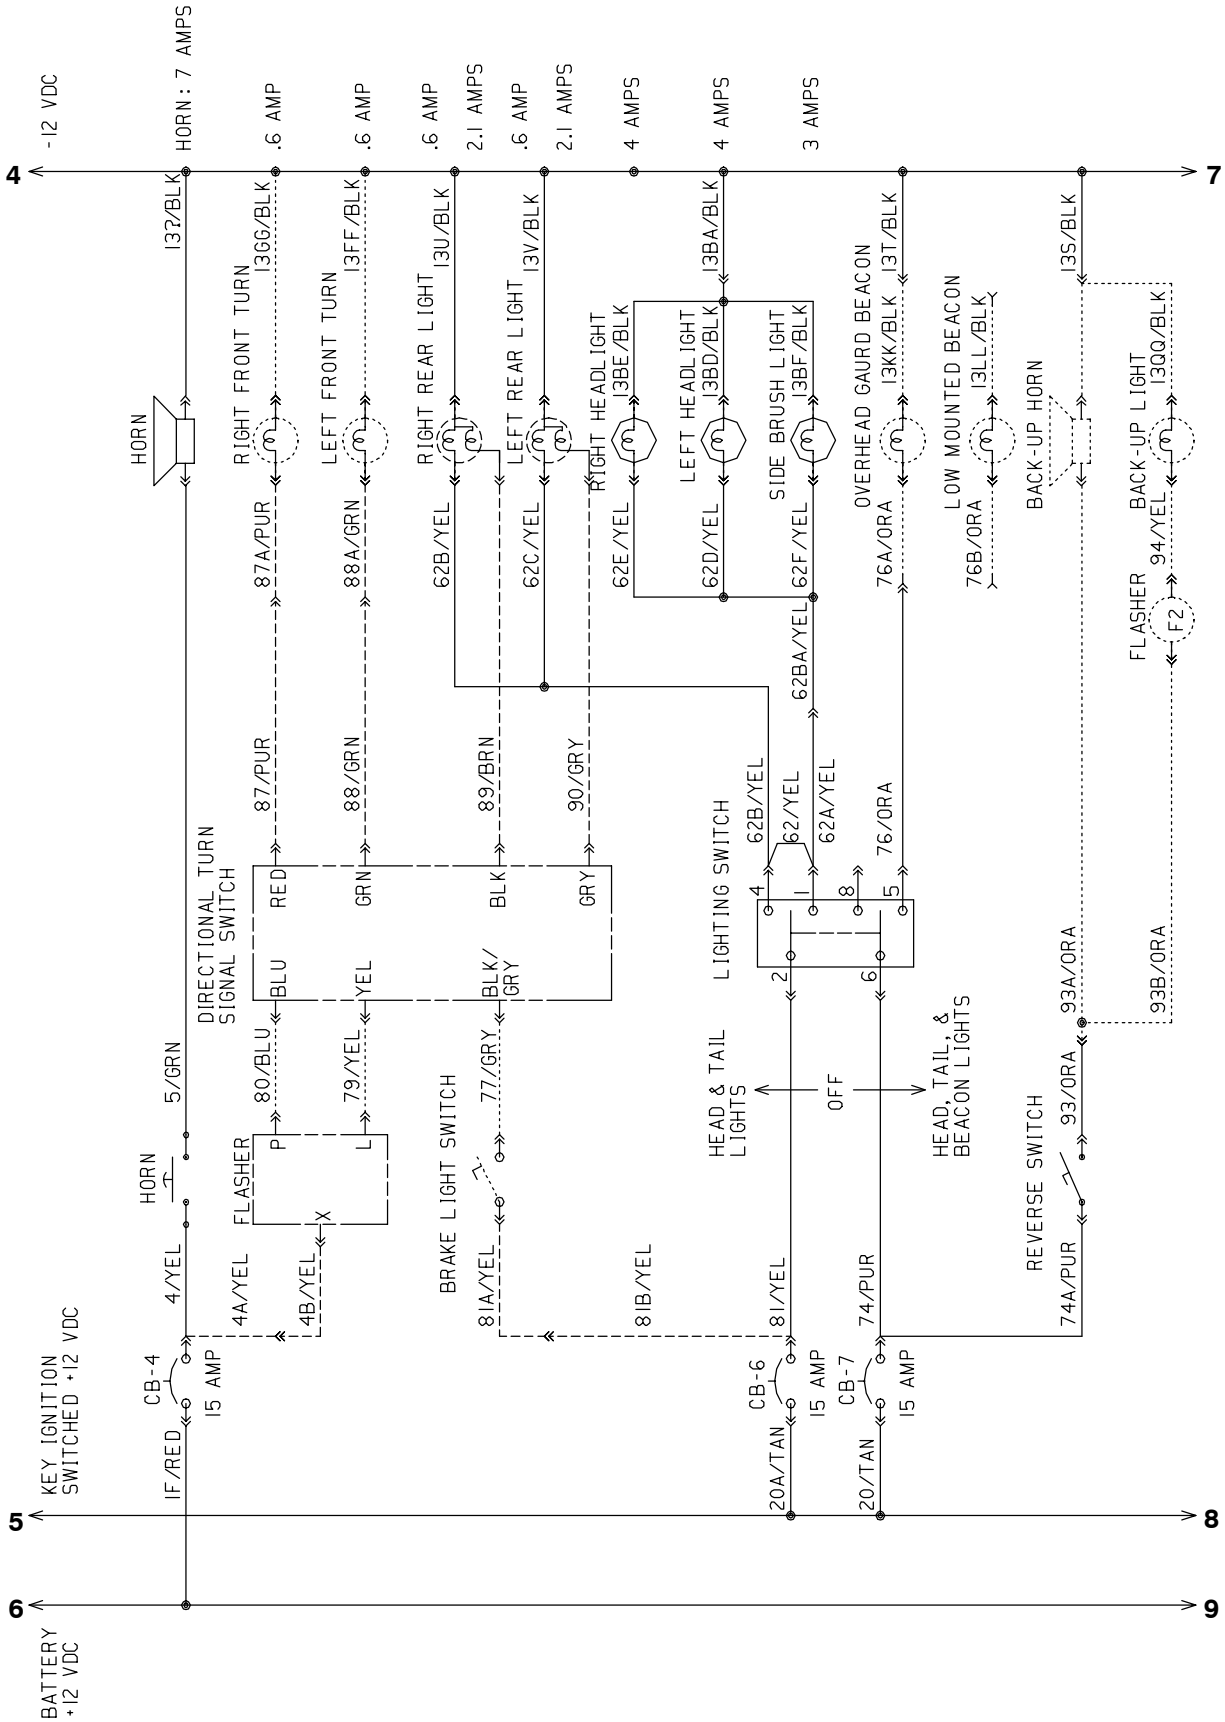 BATTERY
+12 VDC
6
9
KEY IGNITION
SWITCHED +12 VDC
5
8
-12 VDC
4
7
1F/RED
CB-4
15 AMP
4/YEL
HORN
5/GRN
HORN
HORN: 7 AMPS
4A/YEL
4B/YEL
FLASHER
X
P
L
80/BLU
79/YEL
DIRECTIONAL TURN
SIGNAL SWITCH
BLU
YEL
BLK/
GRY
RED
GRN
BLK
GRY
87/PUR
87A/PUR
RIGHT FRONT TURN
13GG/BLK
.6 AMP
88/GRN
88A/GRN
LEFT FRONT TURN
13FF/BLK
.6 AMP
81A/YEL
BRAKE LIGHT SWITCH
77/GRY
89/BRN
62B/YEL
RIGHT REAR LIGHT
13U/BLK
.6 AMP
2.1 AMPS
90/GRY
62C/YEL
LEFT REAR LIGHT
13V/BLK
.6 AMP
2.1 AMPS
81B/YEL
62E/YEL
RIGHT HEADLIGHT
13BE/BLK
4 AMPS
62D/YEL
LEFT HEADLIGHT
13BD/BLK
13BA/BLK
4 AMPS
20A/TAN
CB-6
15 AMP
81/YEL
HEAD & TAIL
LIGHTS
OFF
HEAD, TAIL, &
BEACON LIGHTS
LIGHTING SWITCH
2
6
4
1
8
5
62B/YEL
62/YEL
62A/YEL
62BA/YEL
62F/YEL
SIDE BRUSH LIGHT
13BF/BLK
3 AMPS
20/TAN
CB-7
15 AMP
74/PUR
76/ORA
76A/ORA
OVERHEAD GAURD BEACON
13KK/BLK
13T/BLK
76B/ORA
LOW MOUNTED BEACON
13LL/BLK
74A/PUR
REVERSE SWITCH
93/ORA
93A/ORA
BACK-UP HORN
13S/BLK
93B/ORA
FLASHER
F2
94/YEL
BACK-UP LIGHT
13QQ/BLK